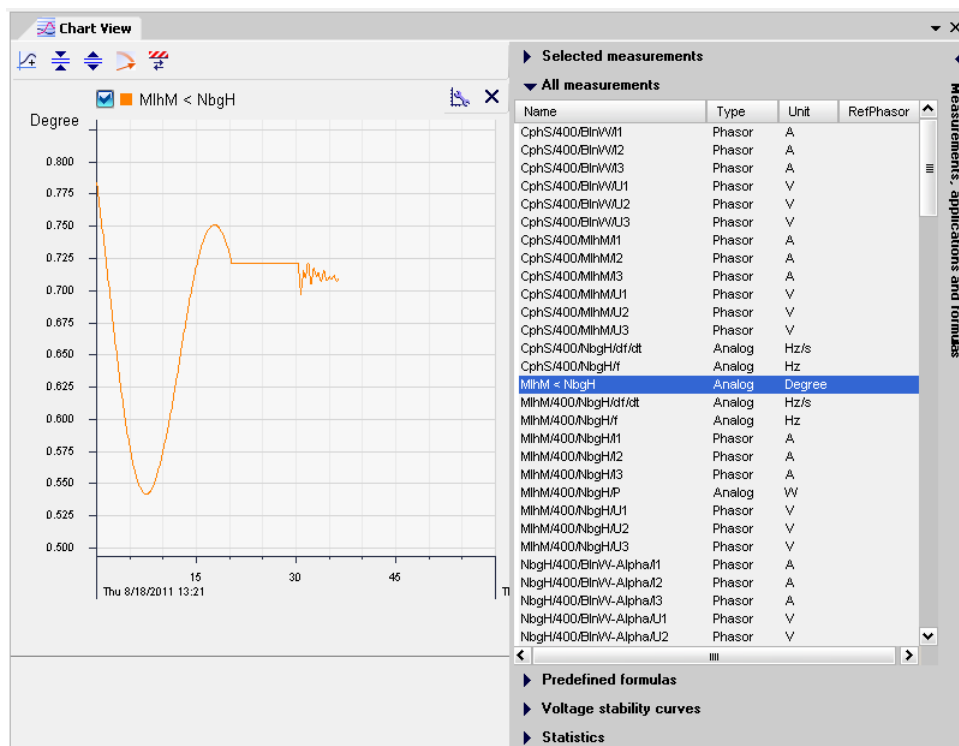 Chart View
MlhM < NbgH
Degree
0.800
0.775
0.750
0.725
0.700
0.675
0.650
0.625
0.600
0.575
0.550
0.525
0.500
15
30
45
Thu 8/18/2011 13:21
Th
Selected measurements
All measurements
Name Type Unit RefPhasor
CphS/400/BlnW/I1 Phasor A
CphS/400/BlnW/I2 Phasor A
CphS/400/BlnW/I3 Phasor A
CphS/400/BlnW/U1 Phasor V
CphS/400/BlnW/U2 Phasor V
CphS/400/BlnW/U3 Phasor V
CphS/400/MlhM/I1 Phasor A
CphS/400/MlhM/I2 Phasor A
CphS/400/MlhM/I3 Phasor A
CphS/400/MlhM/U1 Phasor V
CphS/400/MlhM/U2 Phasor V
CphS/400/MlhM/U3 Phasor V
CphS/400/NbgH/df/dt Analog Hz/s
CphS/400/NbgH/f Analog Hz
MlhM < NbgH Analog Degree
MlhM/400/NbgH/df/dt Analog Hz/s
MlhM/400/NbgH/f Analog Hz
MlhM/400/NbgH/I1 Phasor A
MlhM/400/NbgH/I2 Phasor A
MlhM/400/NbgH/I3 Phasor A
MlhM/400/NbgH/P Analog W
MlhM/400/NbgH/U1 Phasor V
MlhM/400/NbgH/U2 Phasor V
MlhM/400/NbgH/U3 Phasor V
NbgH/400/BlnW-Alpha/I1 Phasor A
NbgH/400/BlnW-Alpha/I2 Phasor A
NbgH/400/BlnW-Alpha/I3 Phasor A
NbgH/400/BlnW-Alpha/U1 Phasor V
NbgH/400/BlnW-Alpha/U2 Phasor V
Predefined formulas
Voltage stability curves
Statistics
Measurements, applications and formulas